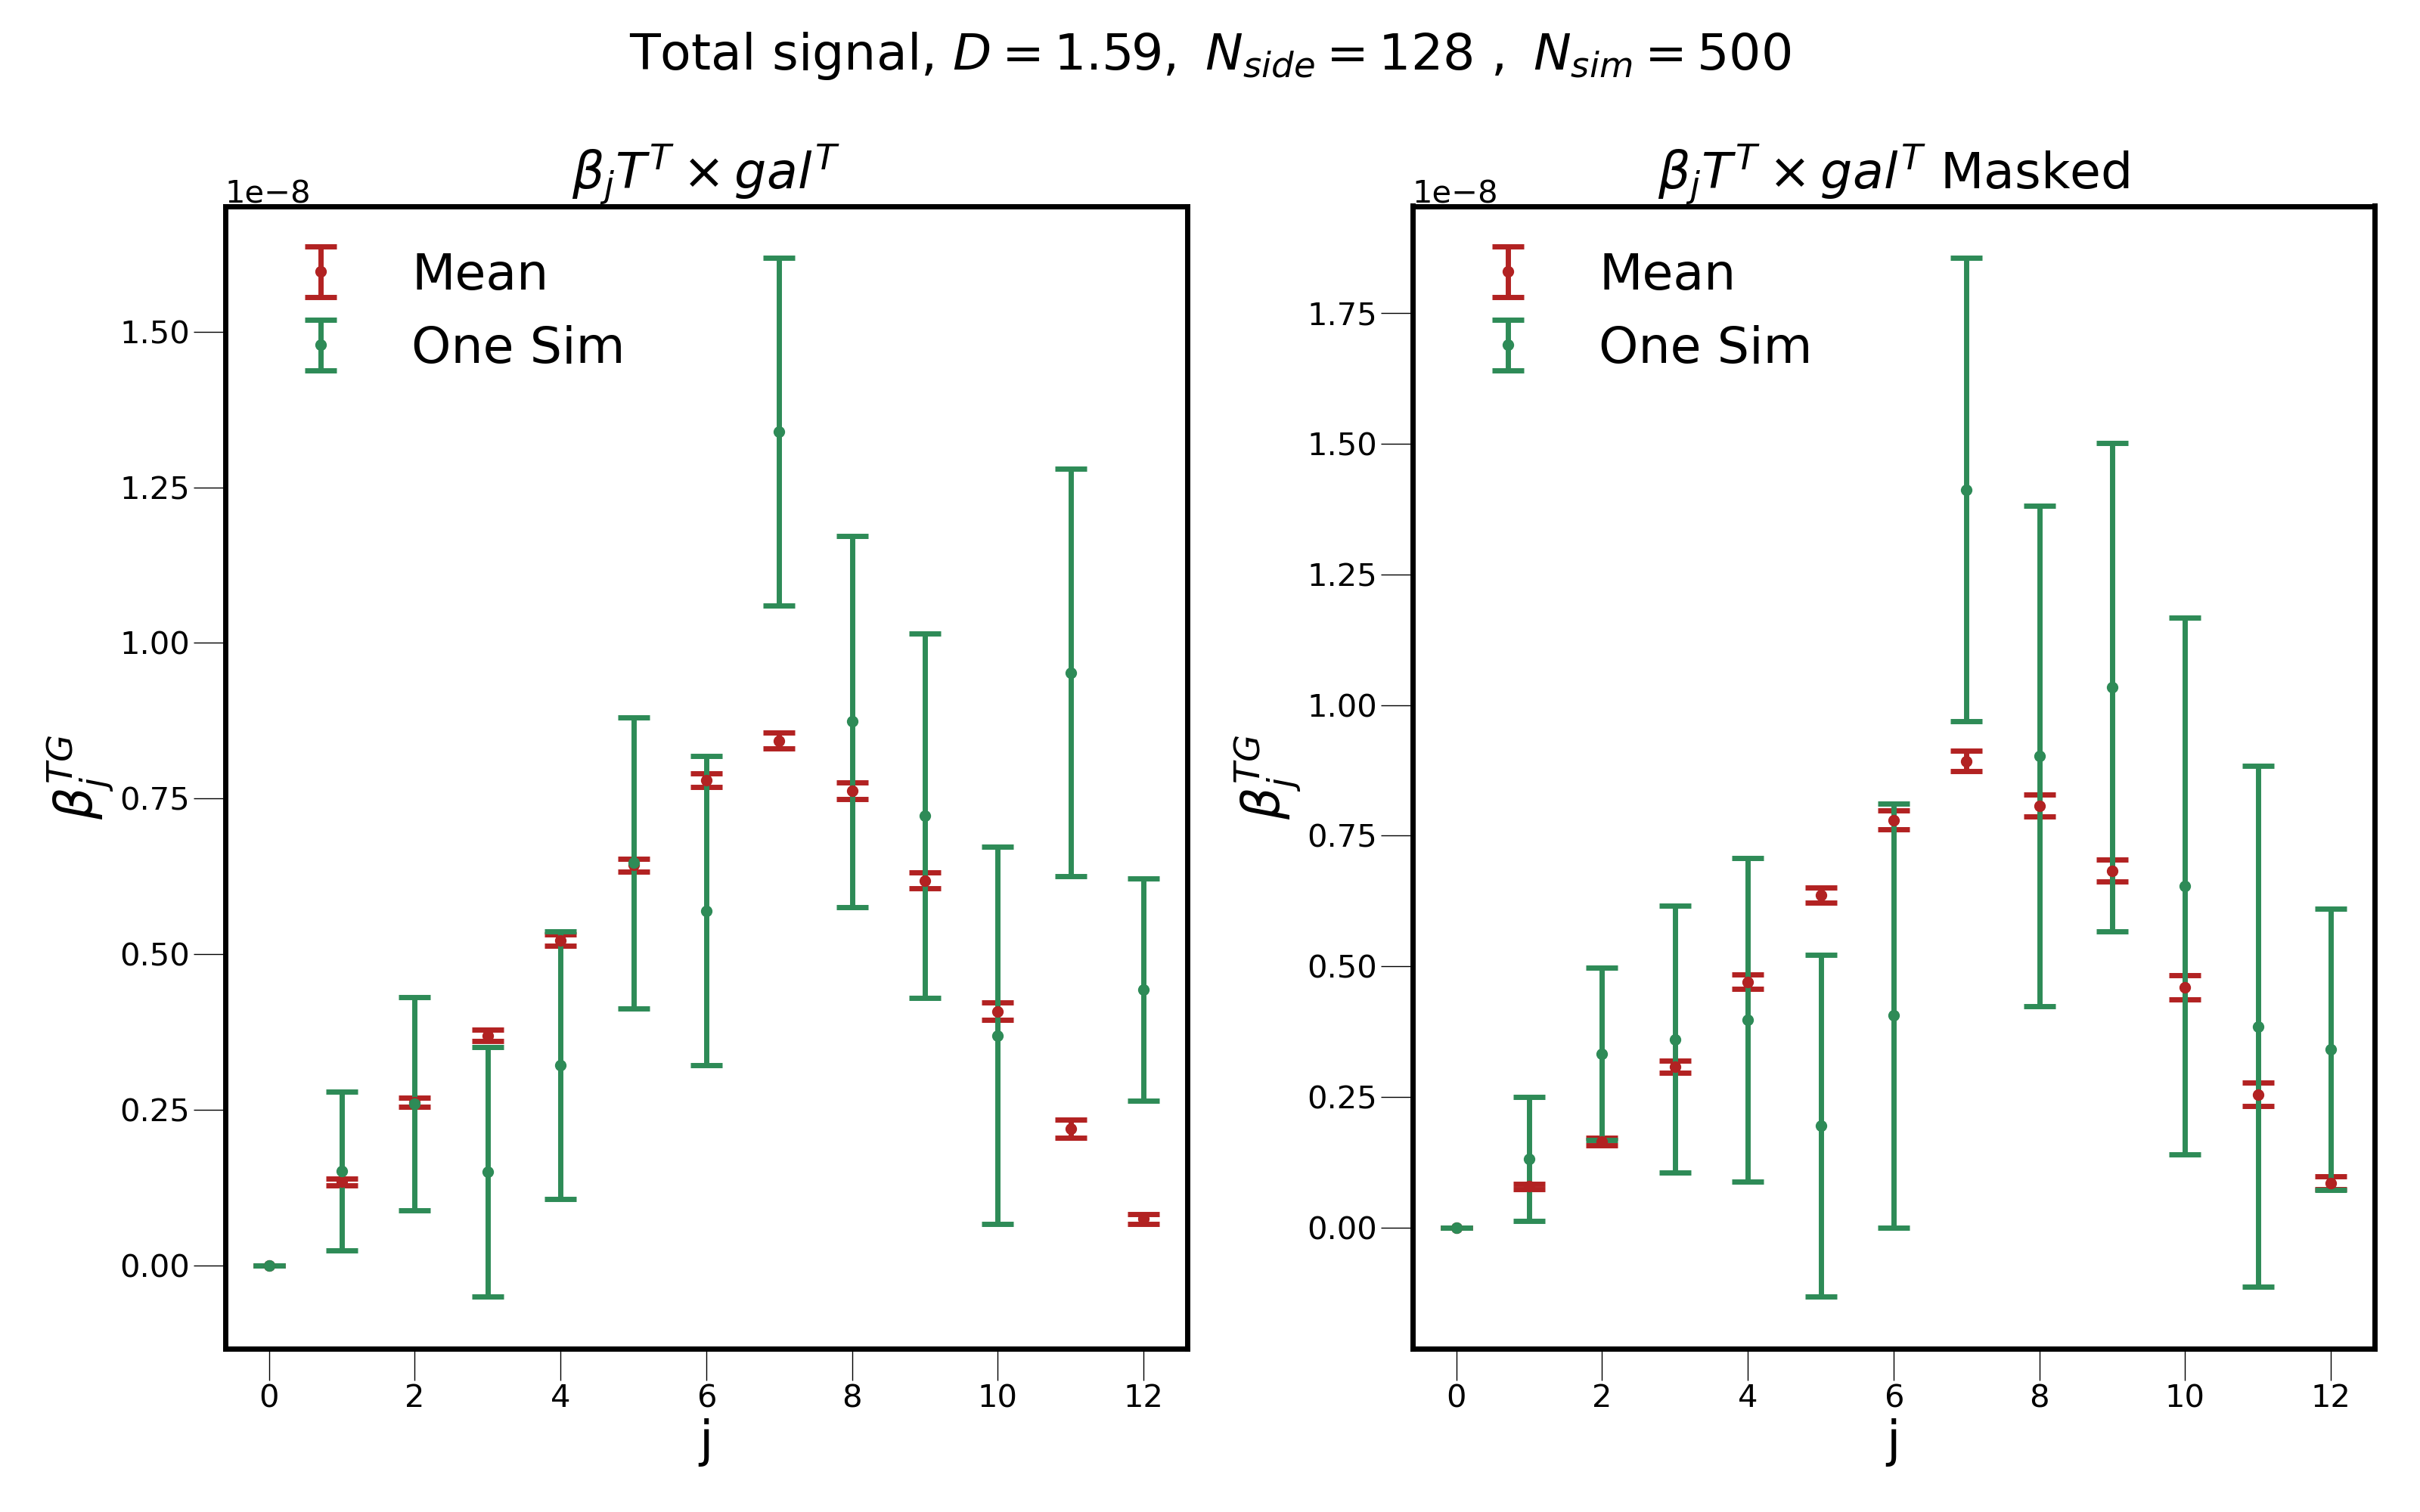 Total signal, D = 1.59, N_side = 128 , N_sim = 500
β_j T^T × gal^T
1e−8
Mean
One Sim
1.50
1.25
1.00
0.75
0.50
0.25
0.00
β_j^TG
0 2 4 6 8 10 12
j
β_j T^T × gal^T Masked
1e−8
Mean
One Sim
1.75
1.50
1.25
1.00
0.75
0.50
0.25
0.00
β_j^TG
0 2 4 6 8 10 12
j